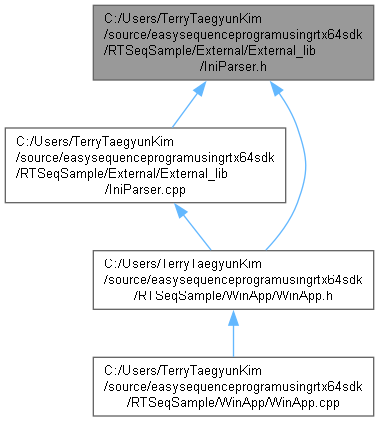 C:/Users/TerryTaegyunKim
/source/easysequenceprogramusingrtx64sdk
/RTSeqSample/External/External_lib
/IniParser.h
C:/Users/TerryTaegyunKim
/source/easysequenceprogramusingrtx64sdk
/RTSeqSample/External/External_lib
/IniParser.cpp
C:/Users/TerryTaegyunKim
/source/easysequenceprogramusingrtx64sdk
/RTSeqSample/WinApp/WinApp.h
C:/Users/TerryTaegyunKim
/source/easysequenceprogramusingrtx64sdk
/RTSeqSample/WinApp/WinApp.cpp